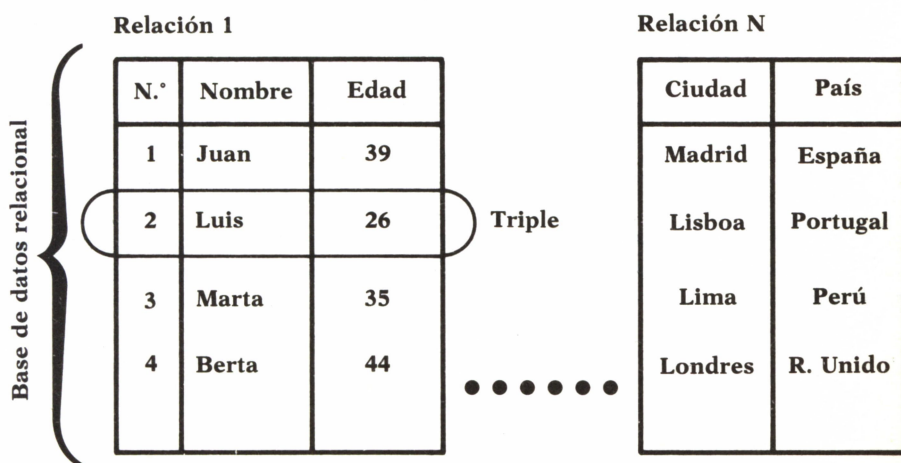 Relación 1
Relación N
Base de datos relacional
N.° Nombre Edad
1 Juan 39
2 Luis 26
Triple
3 Marta 35
4 Berta 44
Ciudad País
Madrid España
Lisboa Portugal
Lima Perú
Londres R. Unido